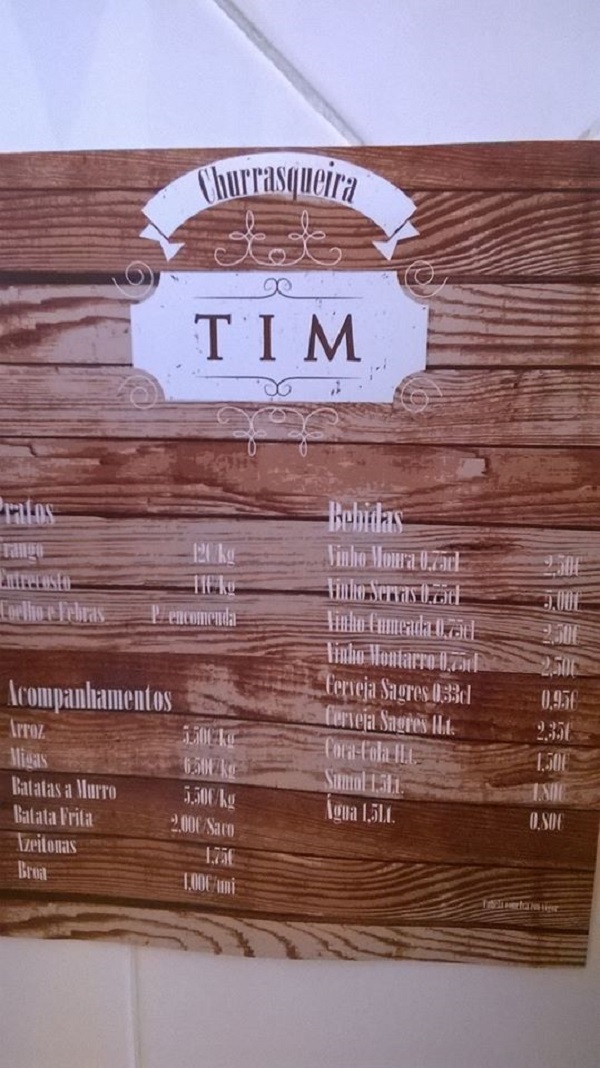 Churrasqueira
TIM
Pratos
Frango 12€/kg
Entrecosto 11€/kg
Coelho e Febras P/ encomenda
Acompanhamentos
Arroz 5,50€/kg
Migas 6,50€/kg
Batatas a Murro 5,50€/kg
Batata Frita 2,00€/Saco
Azeitonas 1,75€
Broa 1,00€/uni
Bebidas
Vinho Moura 0,75cl 2,50€
Vinho Servas 0,75cl 5,00€
Vinho Cumeada 0,75cl 2,50€
Vinho Montarro 0,75cl 2,50€
Cerveja Sagres 0,33cl 0,95€
Cerveja Sagres 1Lt. 2,35€
Coca-Cola 1Lt. 1,50€
Sumol 1,5Lt. 1,80€
Água 1,5Lt. 0,80€